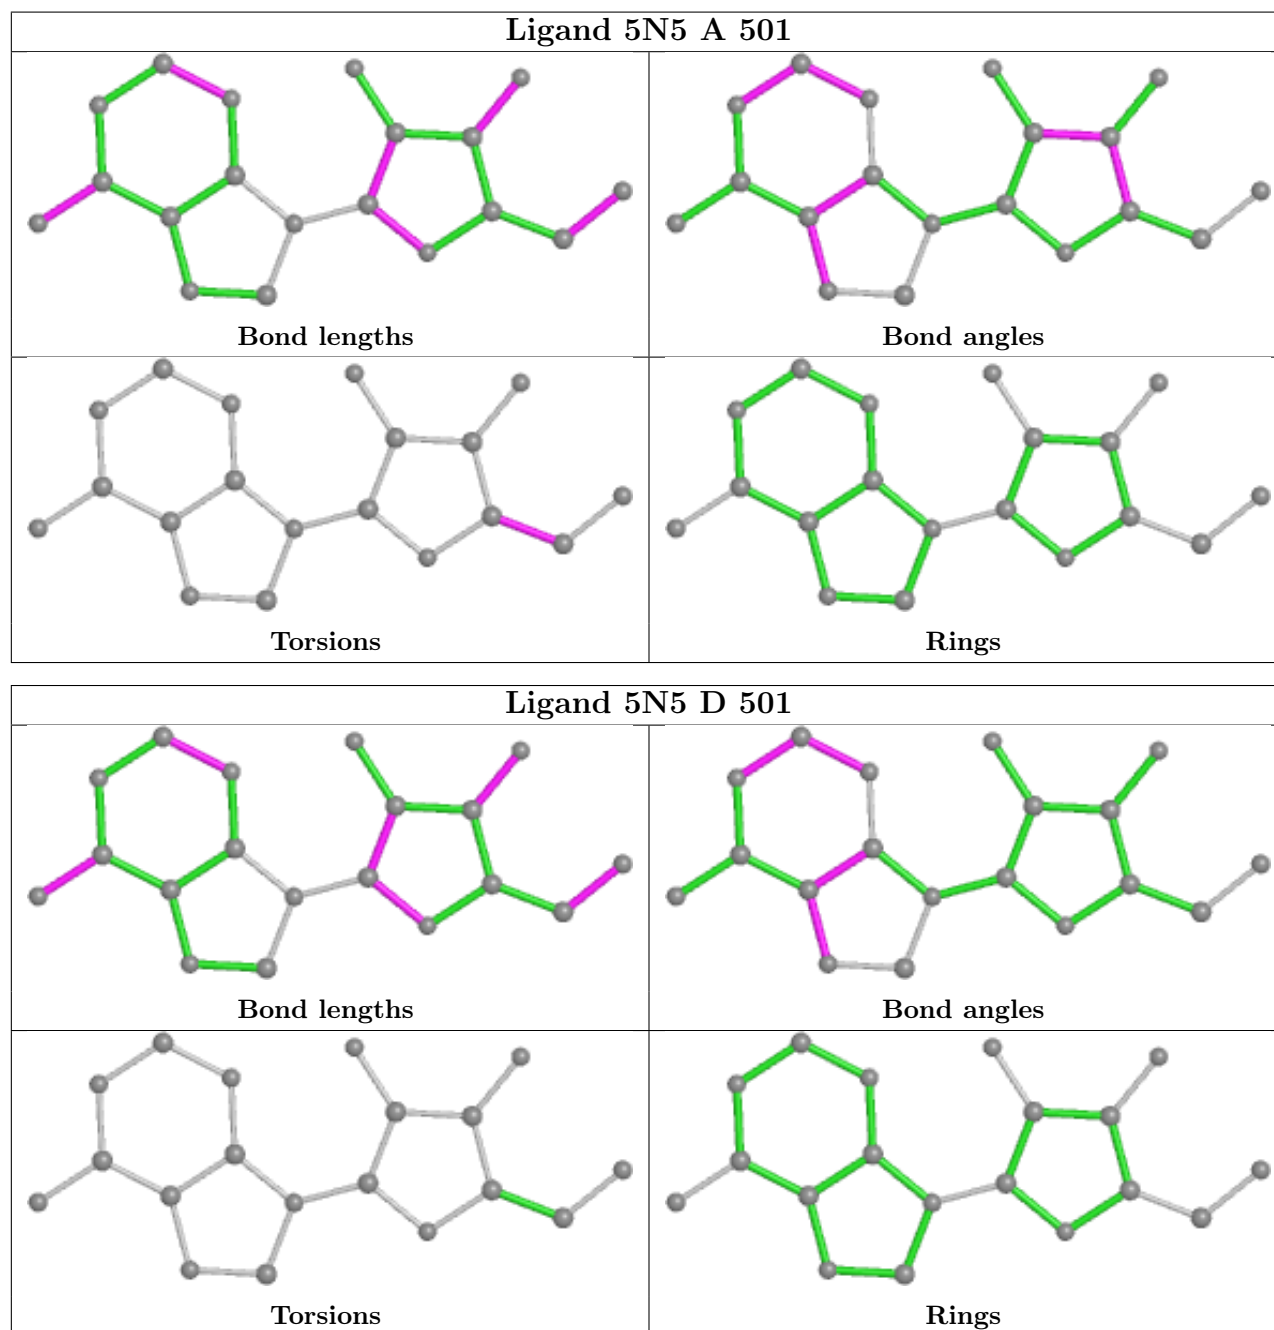 Ligand 5N5 A 501
Bond lengths
Bond angles
Torsions
Rings
Ligand 5N5 D 501
Bond lengths
Bond angles
Torsions
Rings